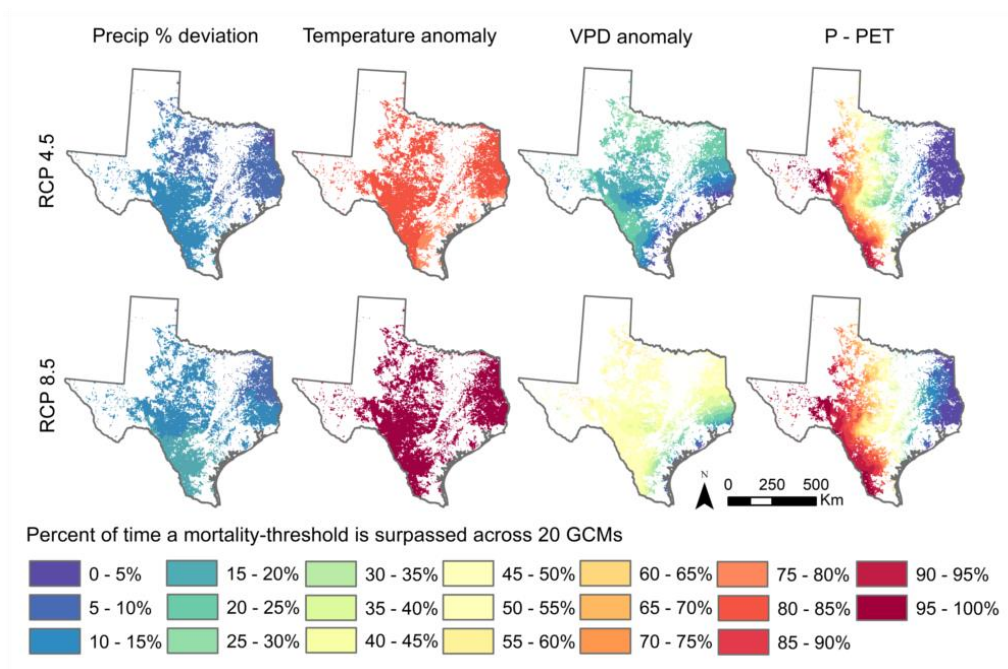 Precip % deviation Temperature anomaly VPD anomaly P - PET
RCP 4.5
RCP 8.5
N
0 250 500
Km
Percent of time a mortality-threshold is surpassed across 20 GCMs
0 - 5% 15 - 20% 30 - 35% 45 - 50% 60 - 65% 75 - 80% 90 - 95%
5 - 10% 20 - 25% 35 - 40% 50 - 55% 65 - 70% 80 - 85% 95 - 100%
10 - 15% 25 - 30% 40 - 45% 55 - 60% 70 - 75% 85 - 90%